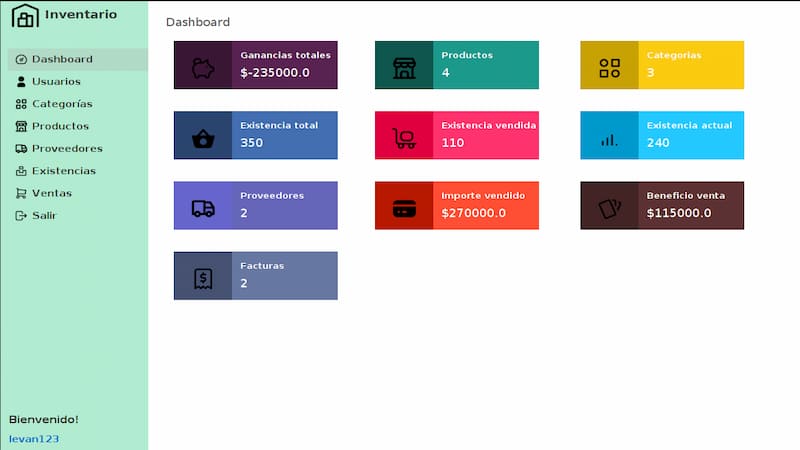 Inventario
Dashboard
Usuarios
Categorías
Productos
Proveedores
Existencias
Ventas
Salir
Bienvenido!
levan123
Dashboard
Ganancias totales
$-235000.0
Productos
4
Categorias
3
Existencia total
350
Existencia vendida
110
Existencia actual
240
Proveedores
2
Importe vendido
$270000.0
Beneficio venta
$115000.0
Facturas
2